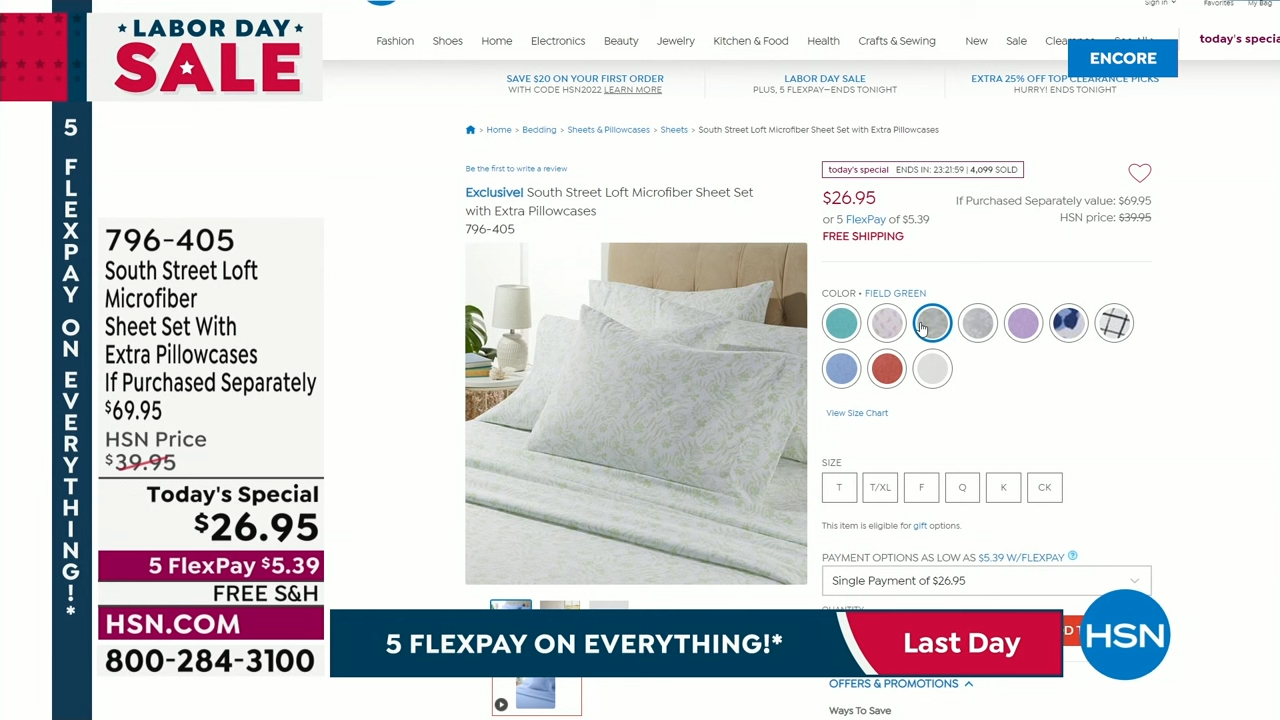 LABOR DAY
SALE
5 FLEXPAY ON EVERYTHING!*
796-405
South Street Loft
Microfiber
Sheet Set With
Extra Pillowcases
If Purchased Separately
$69.95
HSN Price
$39.95
Today's Special
$26.95
5 FlexPay $5.39
FREE S&H
HSN.COM
800-284-3100
Sign In
Favorites
My Bag
Fashion Shoes Home Electronics Beauty Jewelry Kitchen & Food Health Crafts & Sewing New Sale
today's specia
ENCORE
SAVE $20 ON YOUR FIRST ORDER
WITH CODE HSN2022 LEARN MORE
LABOR DAY SALE
PLUS, 5 FLEXPAY—ENDS TONIGHT
EXTRA 25% OFF TOP CLEARANCE PICKS
HURRY! ENDS TONIGHT
> Home > Bedding > Sheets & Pillowcases > Sheets > South Street Loft Microfiber Sheet Set with Extra Pillowcases
Be the first to write a review
Exclusive! South Street Loft Microfiber Sheet Set
with Extra Pillowcases
796-405
today's special ENDS IN: 23:21:59 | 4,099 SOLD
$26.95
or 5 FlexPay of $5.39
FREE SHIPPING
If Purchased Separately value: $69.95
HSN price: $39.95
COLOR • FIELD GREEN
View Size Chart
SIZE
T T/XL F Q K CK
This item is eligible for gift options.
PAYMENT OPTIONS AS LOW AS $5.39 W/FLEXPAY ?
Single Payment of $26.95
5 FLEXPAY ON EVERYTHING!*
Last Day
HSN
OFFERS & PROMOTIONS
Ways To Save